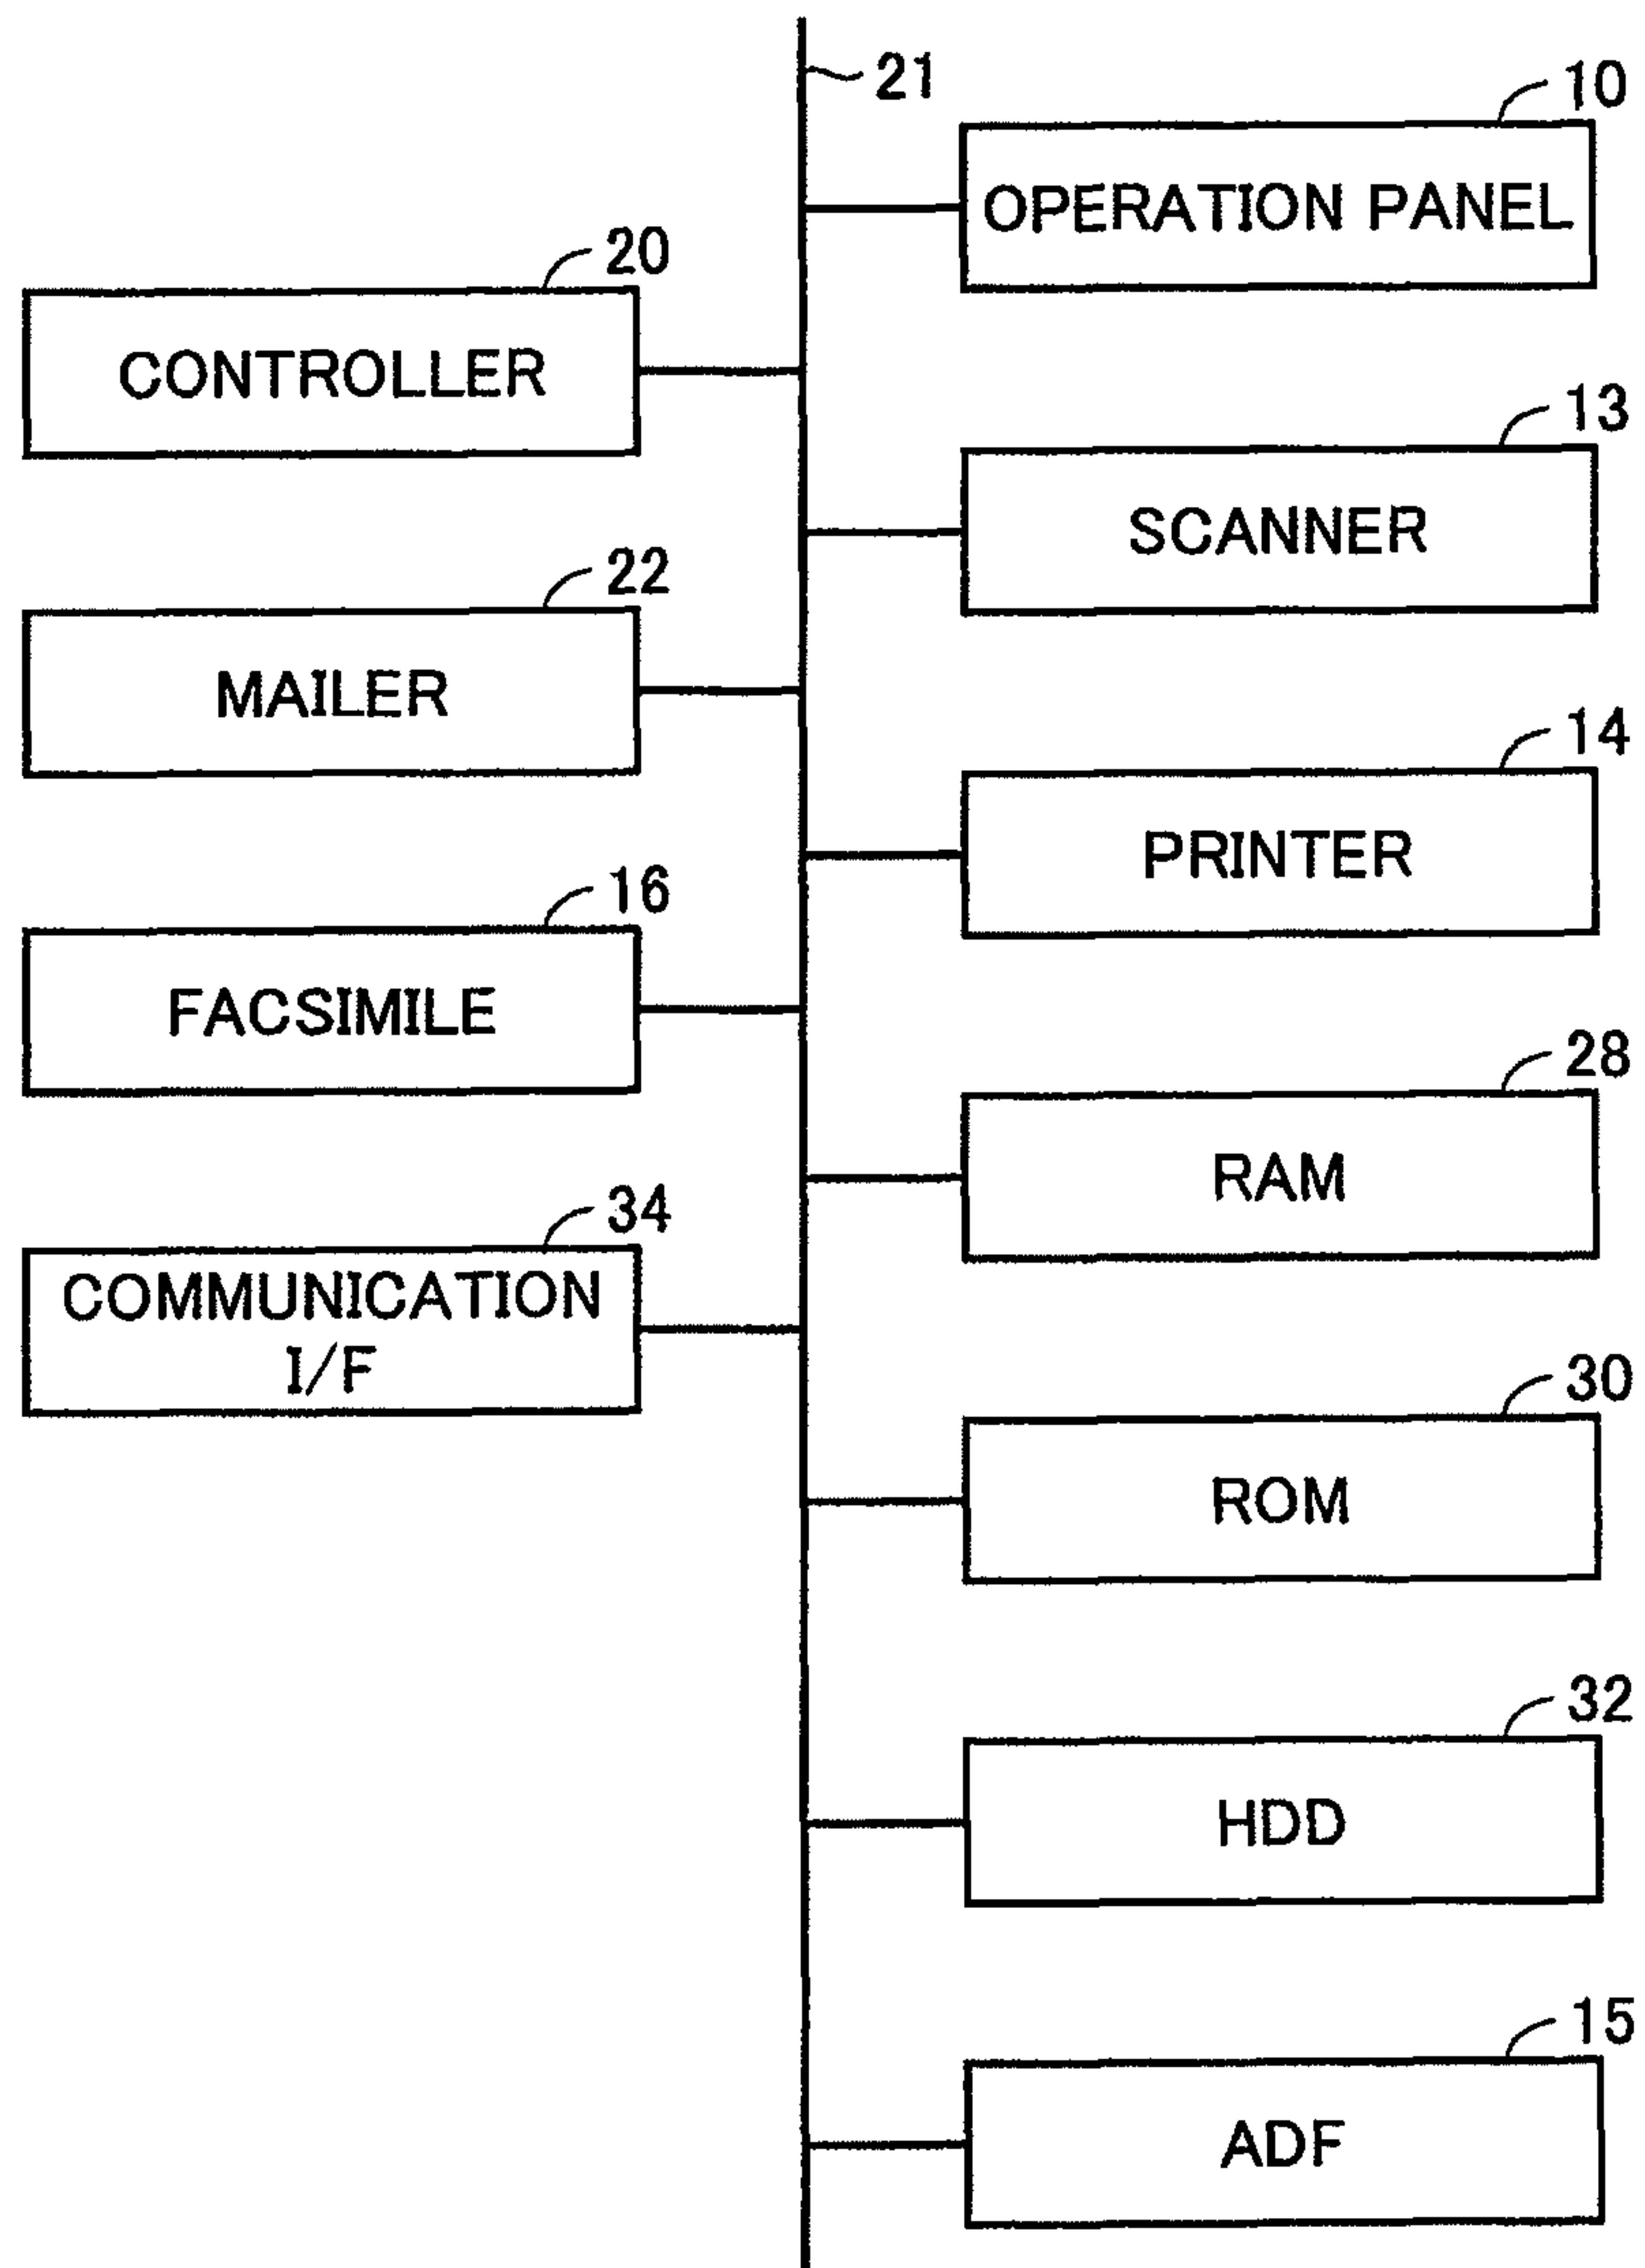 21
10
OPERATION PANEL
20
CONTROLLER
13
SCANNER
22
MAILER
14
PRINTER
16
FACSIMILE
28
RAM
34
COMMUNICATION
I/F
30
ROM
32
HDD
15
ADF